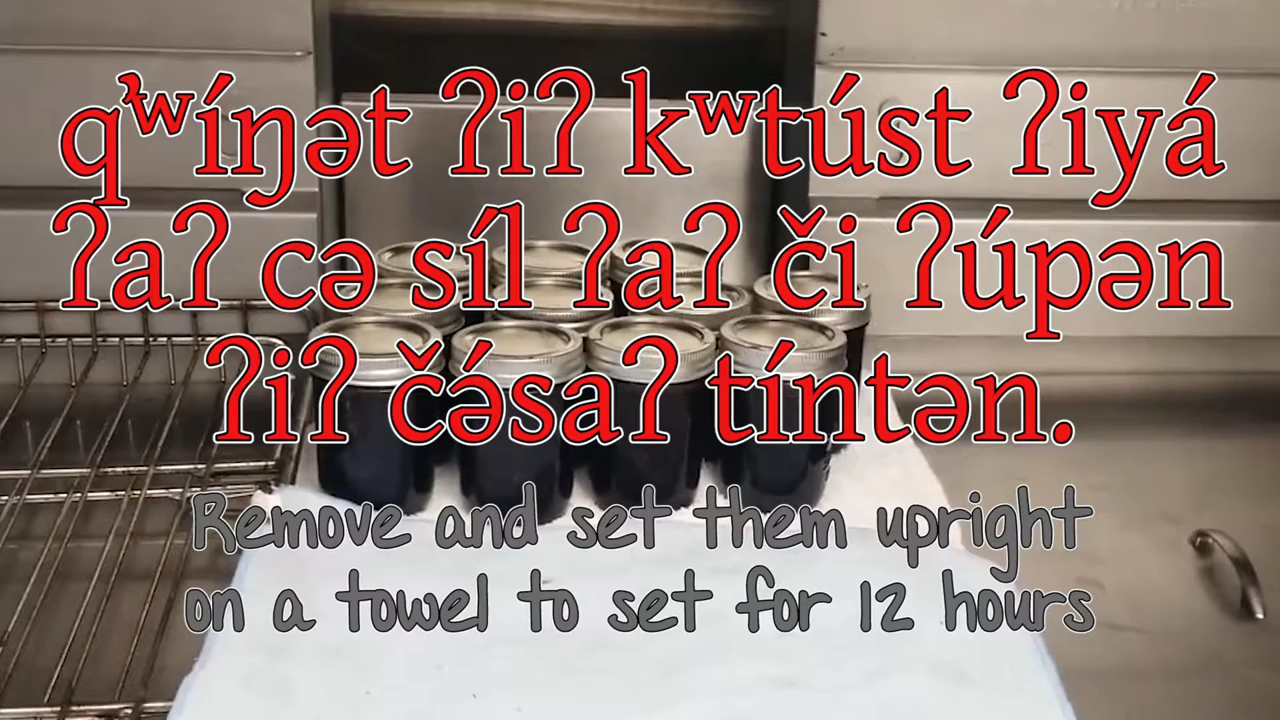 q̓ʷíŋət ʔiʔ kʷtúst ʔiyá
ʔaʔ cə síl ʔaʔ či ʔúpən
ʔiʔ čə́saʔ tíntən.
Remove and set them upright
on a towel to set for 12 hours